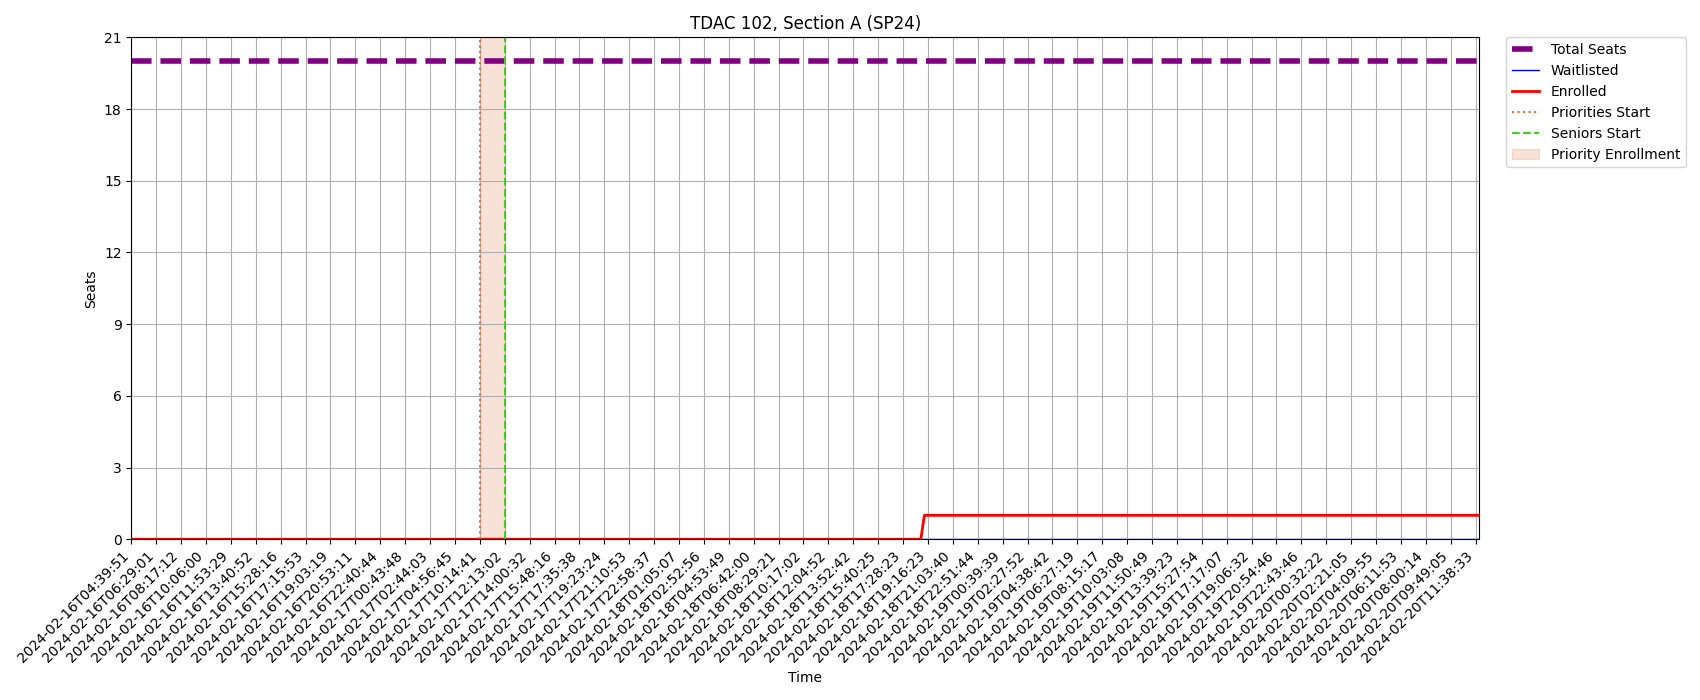 TDAC 102, Section A (SP24)
Seats
21
18
15
12
9
6
3
0
Total Seats
Waitlisted
Enrolled
Priorities Start
Seniors Start
Priority Enrollment
2024-02-16T04:39:51
2024-02-16T06:29:01
2024-02-16T08:17:12
2024-02-16T10:06:00
2024-02-16T11:53:29
2024-02-16T13:40:52
2024-02-16T15:28:16
2024-02-16T17:15:53
2024-02-16T19:03:19
2024-02-16T20:53:11
2024-02-16T22:40:44
2024-02-17T00:43:48
2024-02-17T02:44:03
2024-02-17T04:56:45
2024-02-17T10:14:41
2024-02-17T12:13:02
2024-02-17T14:00:32
2024-02-17T15:48:16
2024-02-17T17:35:38
2024-02-17T19:23:24
2024-02-17T21:10:53
2024-02-17T22:58:37
2024-02-18T01:05:07
2024-02-18T02:52:56
2024-02-18T04:53:49
2024-02-18T06:42:00
2024-02-18T08:29:21
2024-02-18T10:17:02
2024-02-18T12:04:52
2024-02-18T13:52:42
2024-02-18T15:40:25
2024-02-18T17:28:23
2024-02-18T19:16:23
2024-02-18T21:03:40
2024-02-18T22:51:44
2024-02-19T00:39:39
2024-02-19T02:27:52
2024-02-19T04:38:42
2024-02-19T06:27:19
2024-02-19T08:15:17
2024-02-19T11:03:08
2024-02-19T11:50:49
2024-02-19T13:39:23
2024-02-19T15:27:54
2024-02-19T17:17:07
2024-02-19T19:06:32
2024-02-19T20:54:46
2024-02-19T22:43:46
2024-02-20T00:32:22
2024-02-20T02:21:05
2024-02-20T04:09:55
2024-02-20T06:11:53
2024-02-20T08:00:14
2024-02-20T09:49:05
2024-02-20T11:38:33
Time